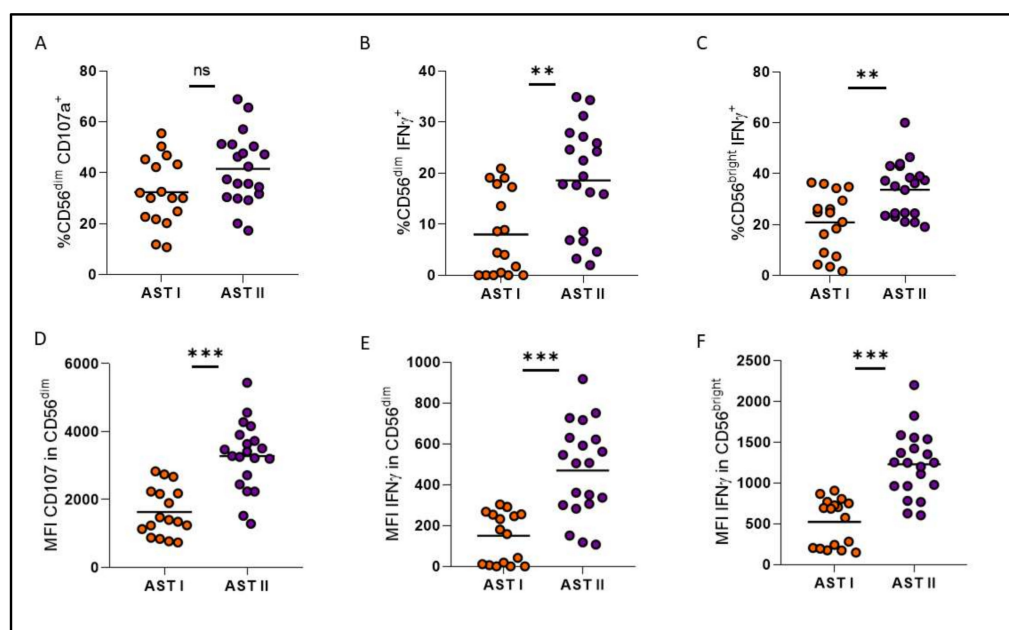 A
ns
%CD56dim CD107a+
80
60
40
20
0
AST I AST II
B
**
%CD56dim IFNγ+
40
30
20
10
0
AST I AST II
C
**
%CD56bright IFNγ+
80
60
40
20
0
AST I AST II
D
***
MFI CD107 in CD56dim
6000
4000
2000
0
AST I AST II
E
***
MFI IFNγ in CD56dim
1000
800
600
400
200
0
AST I AST II
F
***
MFI IFNγ in CD56bright
2500
2000
1500
1000
500
0
AST I AST II